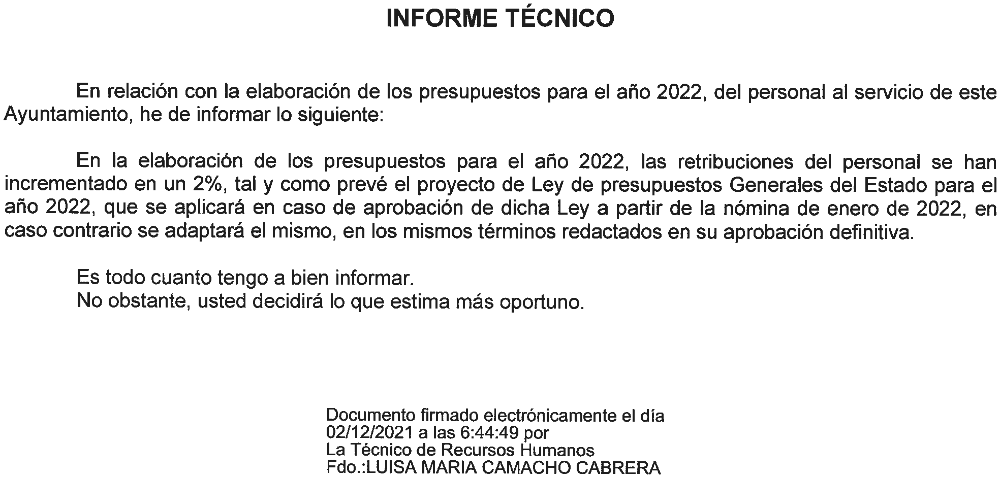 INFORME TÉCNICO
En relación con la elaboración de los presupuestos para el año 2022, del personal al servicio de este
Ayuntamiento, he de informar lo siguiente:
En la elaboración de los presupuestos para el año 2022, las retribuciones del personal se han
incrementado en un 2%, tal y como prevé el proyecto de Ley de presupuestos Generales del Estado para el
año 2022, que se aplicará en caso de aprobación de dicha Ley a partir de la nómina de enero de 2022, en
caso contrario se adaptará el mismo, en los mismos términos redactados en su aprobación definitiva.
Es todo cuanto tengo a bien informar.
No obstante, usted decidirá lo que estima más oportuno.
Documento firmado electrónicamente el día
02/12/2021 a las 6:44:49 por
La Técnico de Recursos Humanos
Fdo.:LUISA MARIA CAMACHO CABRERA